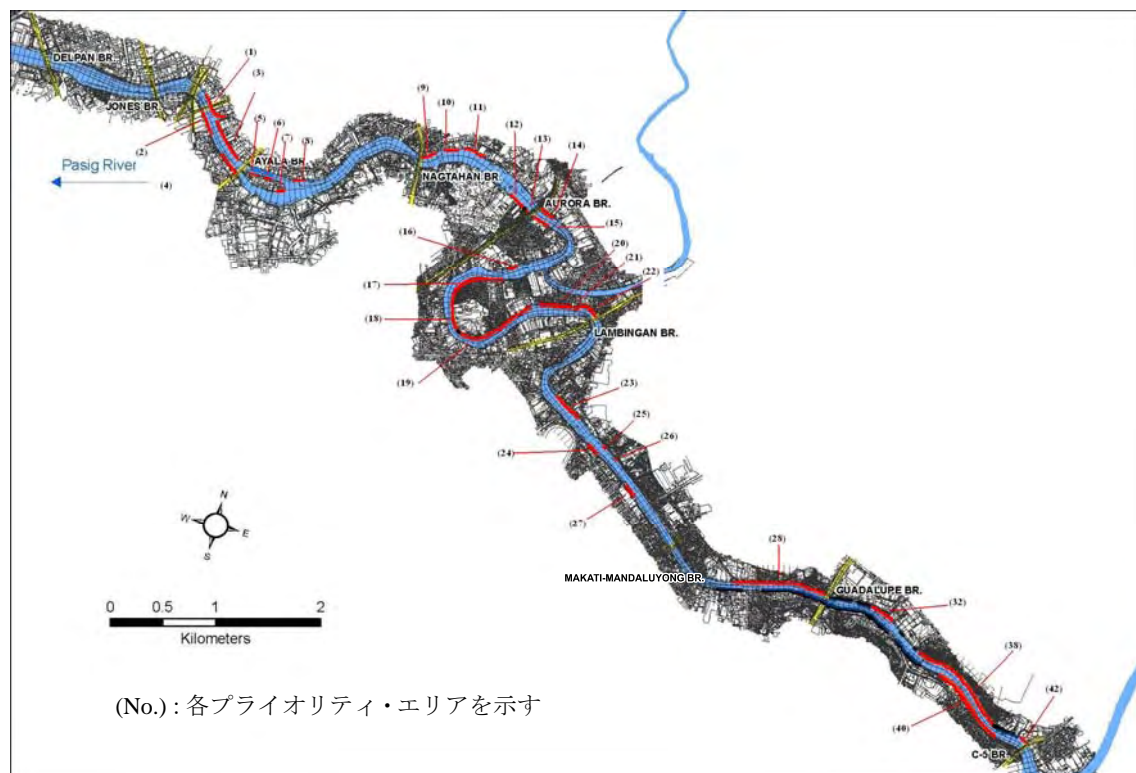 DELPAN BR.
(1)
(3)
JONES BR.
(2)
(5)
(6)
(7)
(8)
AYALA BR.
Pasig River
(4)
(9)
(10)
(11)
NAGTAHAN BR.
(12)
(13)
(14)
AURORA BR.
(15)
(16)
(17)
(18)
(19)
(20)
(21)
(22)
LAMBINGAN BR.
(23)
(24)
(25)
(26)
(27)
N
W
E
S
MAKATI-MANDALUYONG BR.
(28)
GUADALUPE BR.
(32)
(38)
(40)
(42)
C-5 BR.
0 0.5 1 2
Kilometers
(No.) : 各プライオリティ・エリアを示す